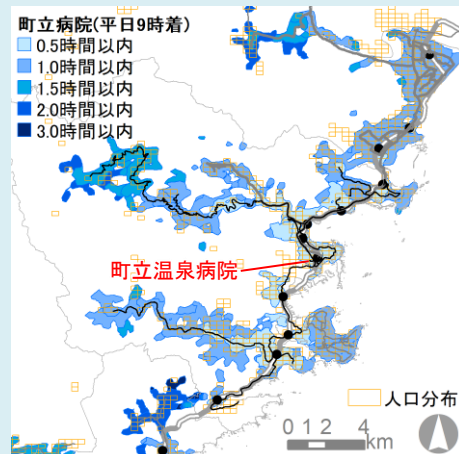 町立病院(平日9時着)
0.5時間以内
1.0時間以内
1.5時間以内
2.0時間以内
3.0時間以内
町立温泉病院
人口分布
0 1 2 4
km